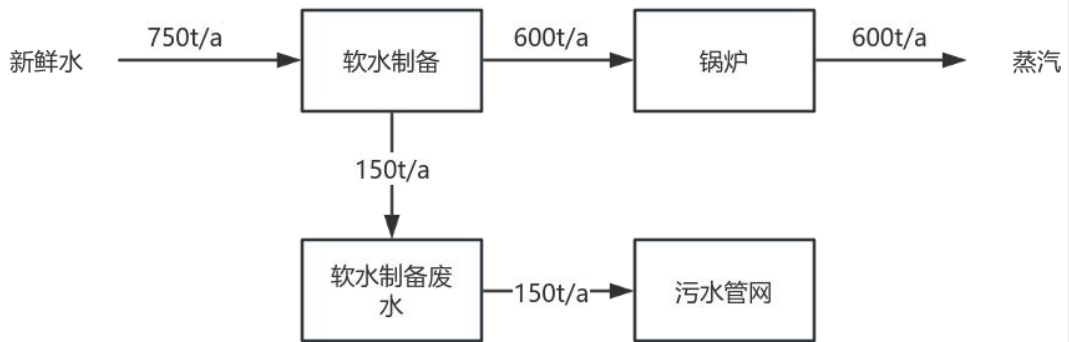 750t/a
600t/a
600t/a
新鲜水
软水制备
锅炉
蒸汽
150t/a
软水制备废
水
150t/a
污水管网